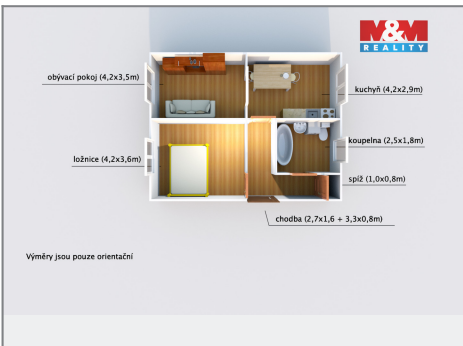 M&M
REALITY
obývací pokoj (4,2x3,5m)
kuchyň (4,2x2,9m)
koupelna (2,5x1,8m)
ložnice (4,2x3,6m)
spíž (1,0x0,8m)
chodba (2,7x1,6 + 3,3x0,8m)
Výměry jsou pouze orientační